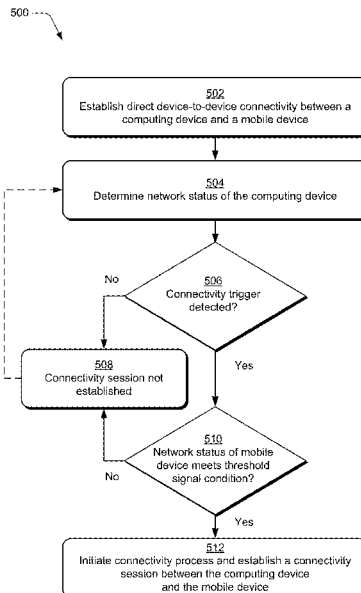 500
502
Establish direct device-to-device connectivity between a
computing device and a mobile device
504
Determine network status of the computing device
506
Connectivity trigger
detected?
No
Yes
508
Connectivity session not
established
510
Network status of mobile
device meets threshold
signal condition?
No
Yes
512
Initiate connectivity process and establish a connectivity
session between the computing device
and the mobile device